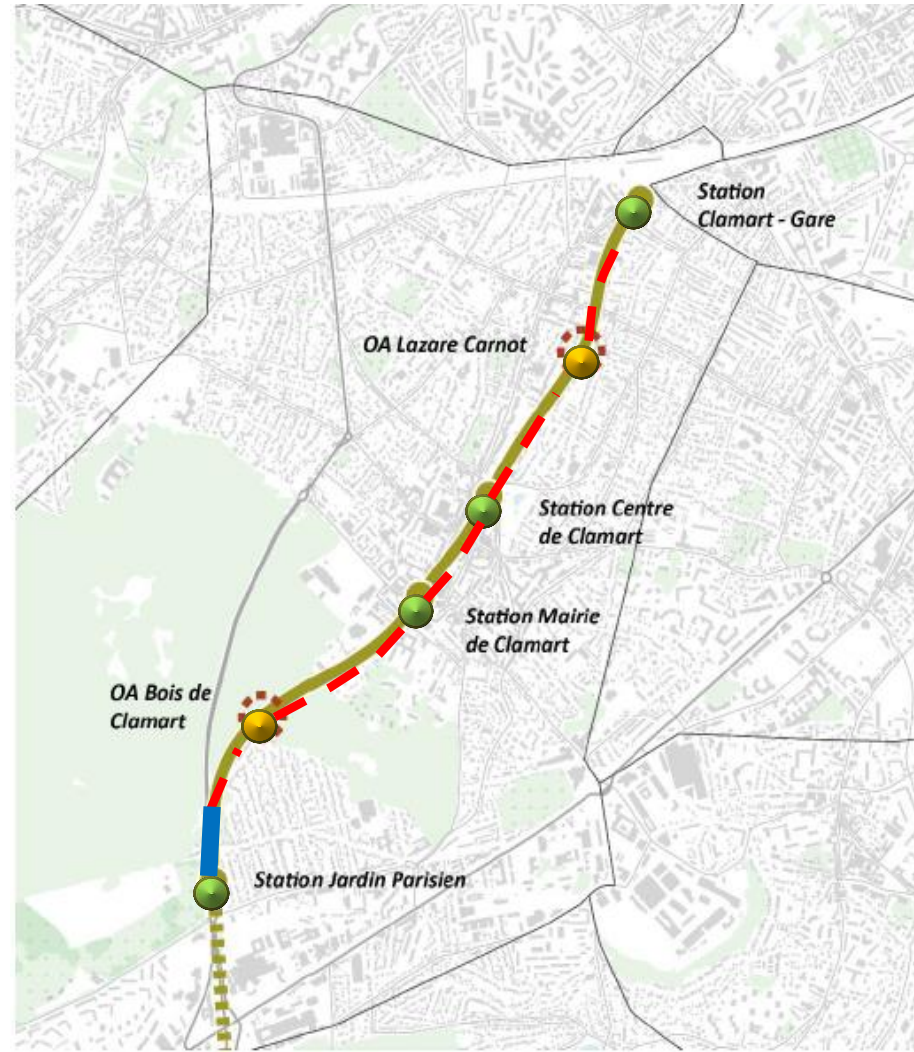 Station
Clamart - Gare
OA Lazare Carnot
Station Centre
de Clamart
Station Mairie
de Clamart
OA Bois de
Clamart
Station Jardin Parisien